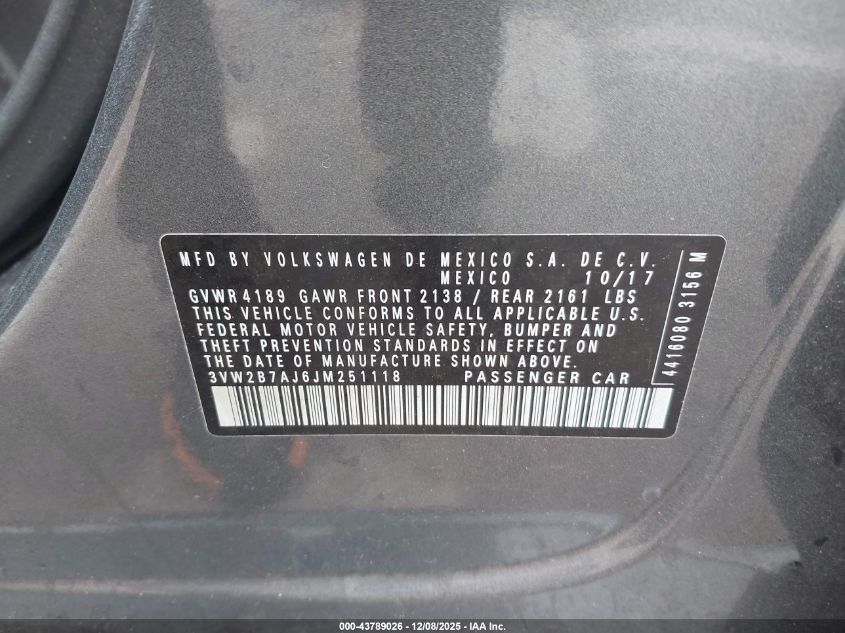 MFD BY VOLKSWAGEN DE MEXICO S.A. DE C.V.
MEXICO 10/17
GVWR 4189 GAWR FRONT 2138 / REAR 2161 LBS
THIS VEHICLE CONFORMS TO ALL APPLICABLE U.S.
FEDERAL MOTOR VEHICLE SAFETY, BUMPER AND
THEFT PREVENTION STANDARDS IN EFFECT ON
THE DATE OF MANUFACTURE SHOWN ABOVE.
3VW2B7AJ6JM251118 PASSENGER CAR
4416080 3156 M
000-43789026 - 12/08/2025 - IAA Inc.